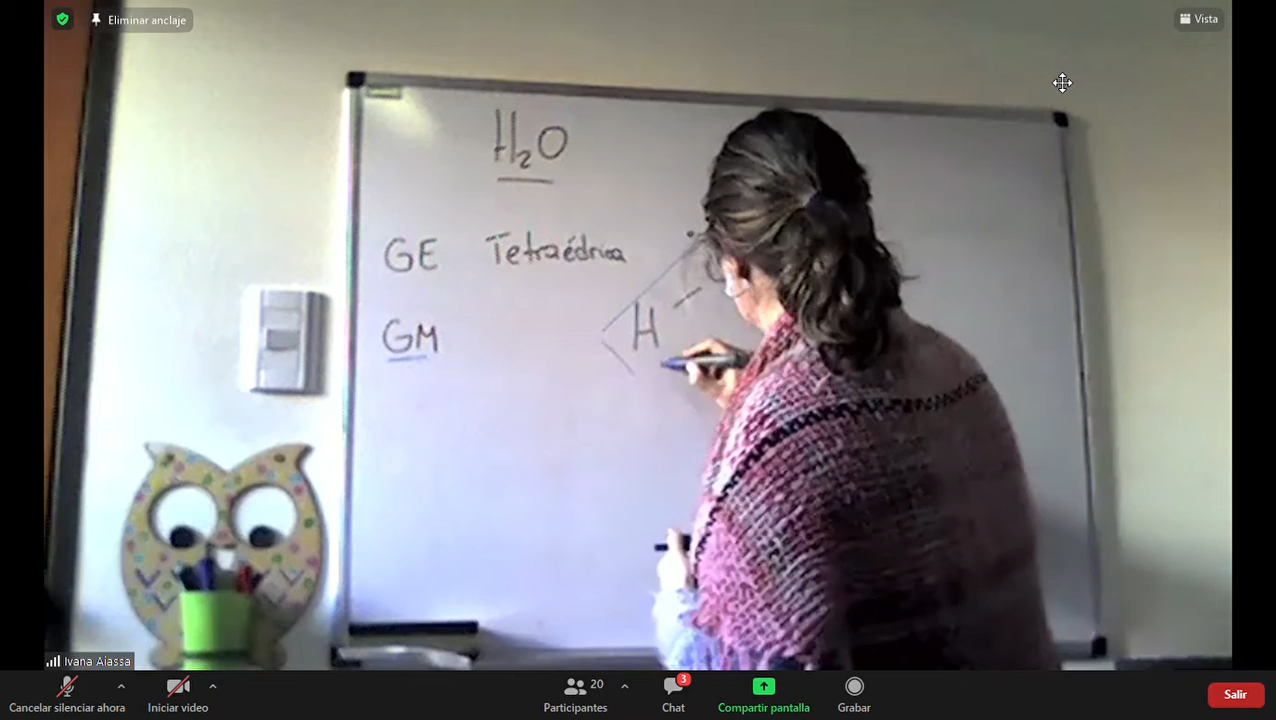 Eliminar anclaje
Vista
H₂O
GE Tetraédrica
GM
H
Ivana Aiassa
Cancelar silenciar ahora
Iniciar video
20
Participantes
3
Chat
Compartir pantalla
Grabar
Salir